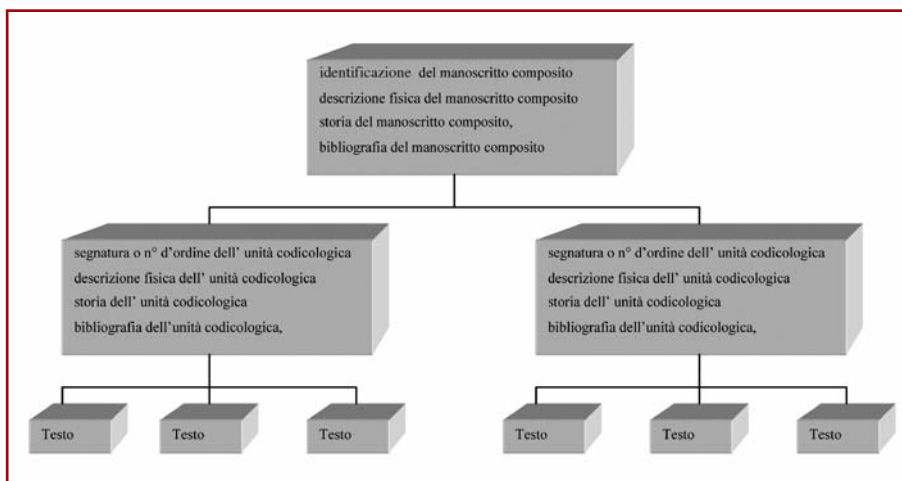 identificazione del manoscritto composito
descrizione fisica del manoscritto composito
storia del manoscritto composito,
bibliografia del manoscritto composito
segnatura o n° d'ordine dell' unità codicologica
descrizione fisica dell' unità codicologica
storia dell' unità codicologica
bibliografia dell'unità codicologica,
segnatura o n° d'ordine dell' unità codicologica
descrizione fisica dell' unità codicologica
storia dell' unità codicologica
bibliografia dell'unità codicologica,
Testo
Testo
Testo
Testo
Testo
Testo